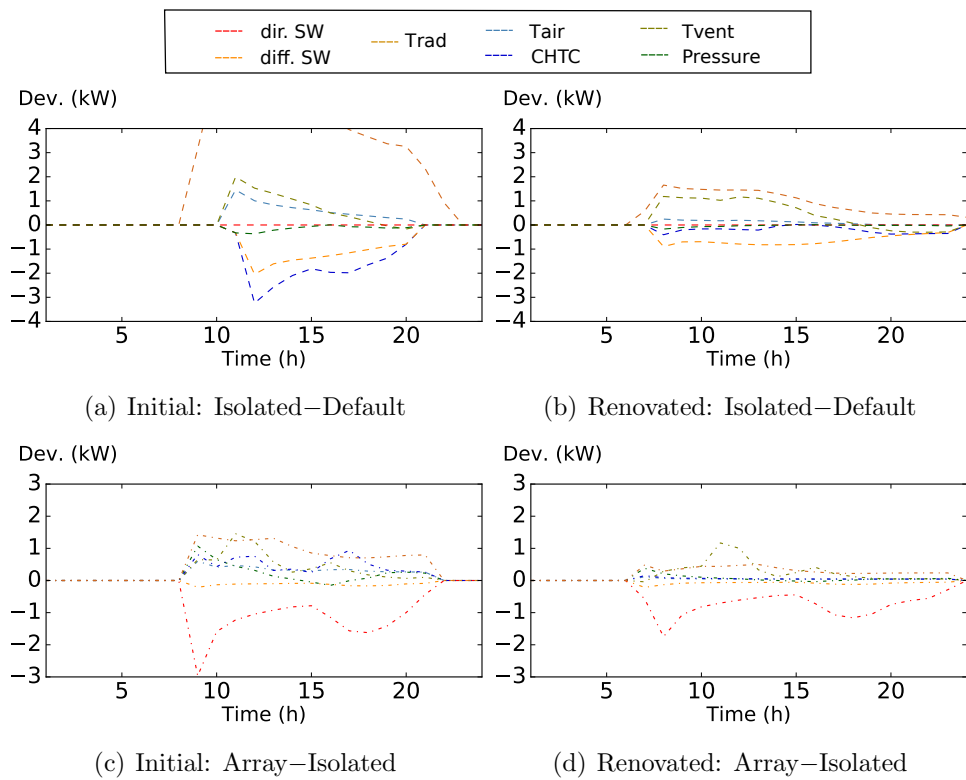 dir. SW Trad Tair Tvent
diff. SW CHTC Pressure
Dev. (kW) Dev. (kW)
4 4
3 3
2 2
1 1
0 0
−1 −1
−2 −2
−3 −3
−4 −4
5 10 15 20 5 10 15 20
Time (h) Time (h)
(a) Initial: Isolated−Default (b) Renovated: Isolated−Default
Dev. (kW) Dev. (kW)
3 3
2 2
1 1
0 0
−1 −1
−2 −2
−3 −3
5 10 15 20 5 10 15 20
Time (h) Time (h)
(c) Initial: Array−Isolated (d) Renovated: Array−Isolated